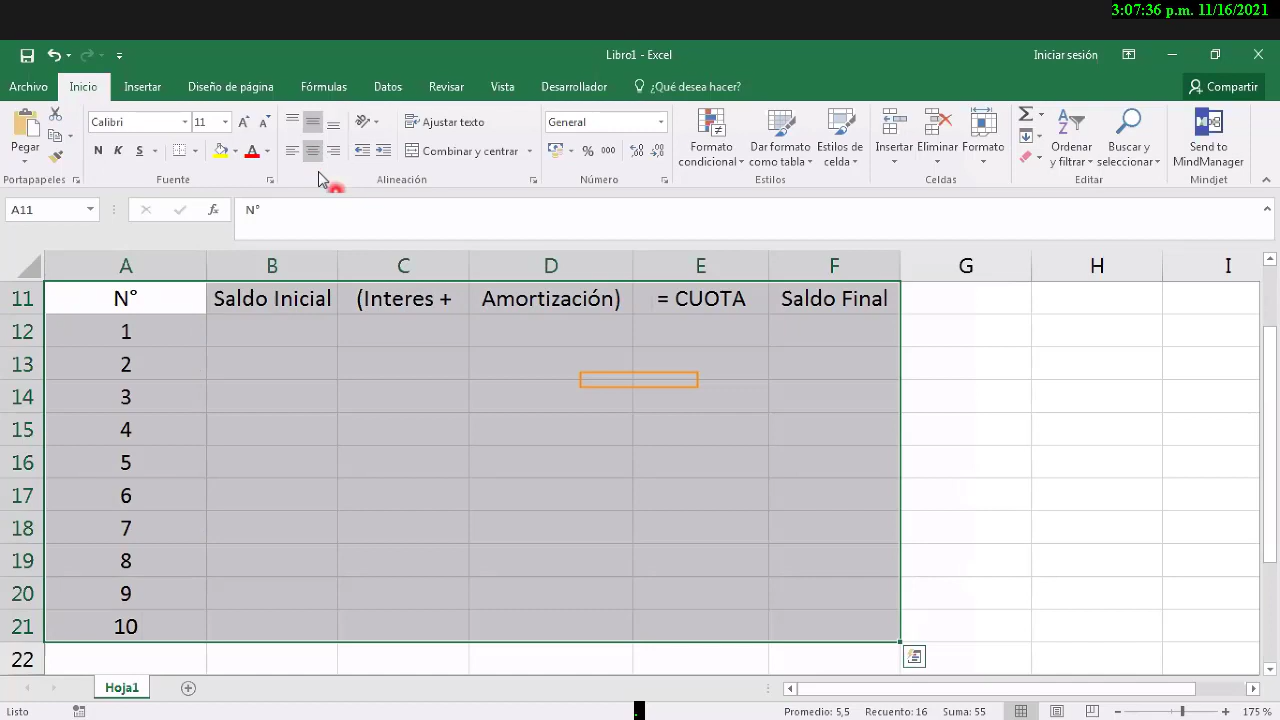 3:07:36 p.m. 11/16/2021
Libro1 - Excel
Iniciar sesión
Archivo Inicio Insertar Diseño de página Fórmulas Datos Revisar Vista Desarrollador ¿Qué desea hacer? Compartir
Pegar
Calibri 11
N K S
Ajustar texto
Combinar y centrar
General
% 000
Formato condicional
Dar formato como tabla
Estilos de celda
Insertar
Eliminar
Formato
Ordenar y filtrar
Buscar y seleccionar
Send to MindManager
Portapapeles Fuente Alineación Número Estilos Celdas Editar Mindjet
A11 fx N°
A B C D E F G H I
11 N° Saldo Inicial (Interes + Amortización) = CUOTA Saldo Final
12 1
13 2
14 3
15 4
16 5
17 6
18 7
19 8
20 9
21 10
22
Hoja1
Listo Promedio: 5,5 Recuento: 16 Suma: 55 175 %